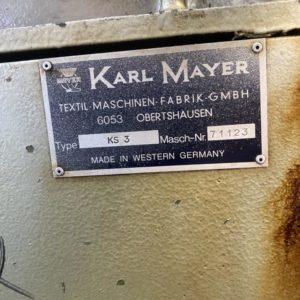 KARL MAYER
TEXTIL-MASCHINEN-FABRIK-GMBH
6053 OBERTSHAUSEN
Type KS 3 Masch-Nr. 71123
MADE IN WESTERN GERMANY